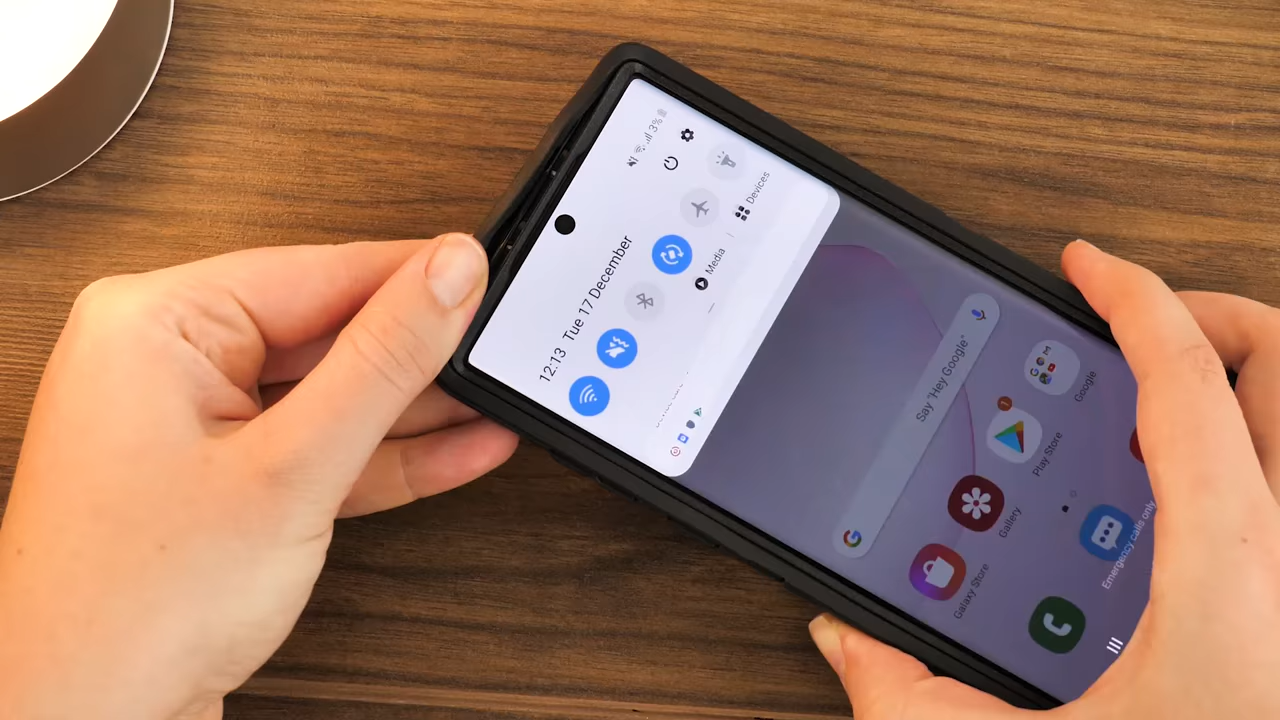 3%
12:13 Tue 17 December
Media
Devices
Say "Hey Google"
Galaxy Store
Gallery
Play Store
1
Google
Emergency calls only